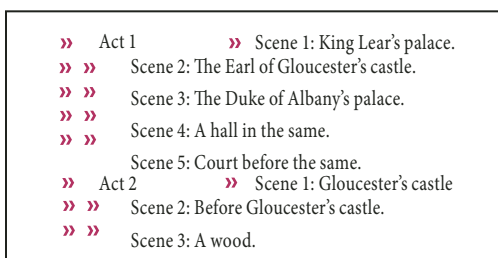 » Act 1 » Scene 1: King Lear's palace.
» » Scene 2: The Earl of Gloucester's castle.
» » Scene 3: The Duke of Albany's palace.
» » Scene 4: A hall in the same.
» » Scene 5: Court before the same.
» Act 2 » Scene 1: Gloucester's castle
» » Scene 2: Before Gloucester's castle.
» » Scene 3: A wood.